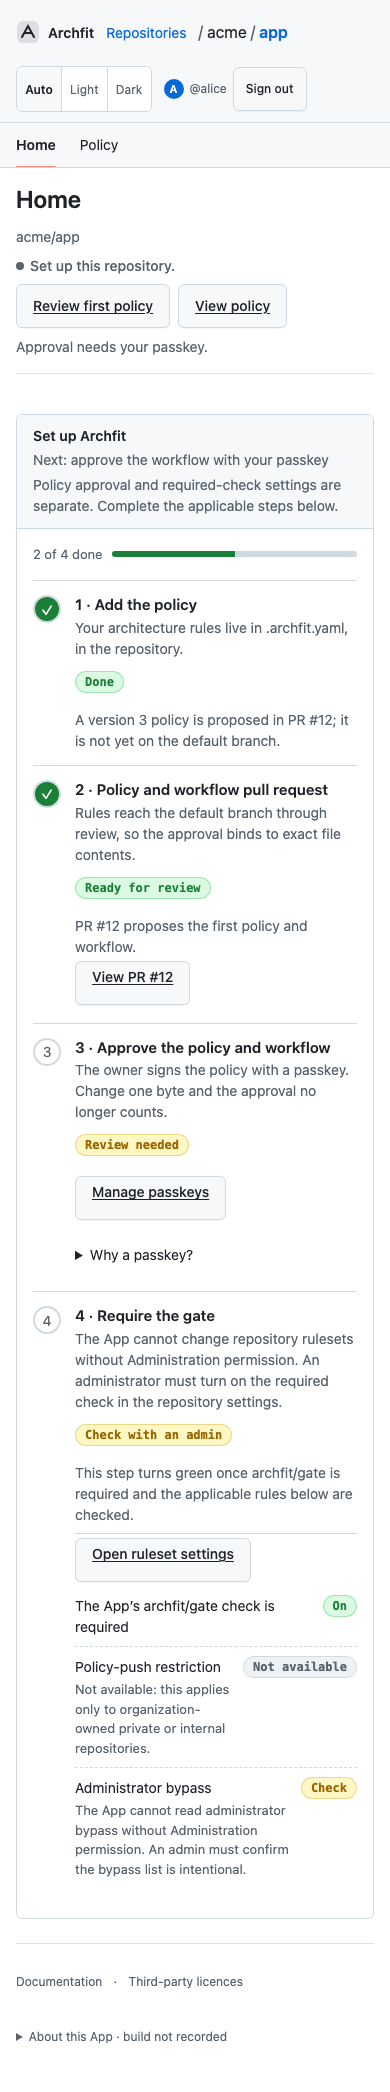 Archfit Repositories / acme / app
Auto Light Dark A @alice Sign out
Home Policy
Home
acme/app
Set up this repository.
Review first policy View policy
Approval needs your passkey.
Set up Archfit
Next: approve the workflow with your passkey
Policy approval and required-check settings are
separate. Complete the applicable steps below.
2 of 4 done
1 · Add the policy
Your architecture rules live in .archfit.yaml,
in the repository.
Done
A version 3 policy is proposed in PR #12; it
is not yet on the default branch.
2 · Policy and workflow pull request
Rules reach the default branch through
review, so the approval binds to exact file
contents.
Ready for review
PR #12 proposes the first policy and
workflow.
View PR #12
3 3 · Approve the policy and workflow
The owner signs the policy with a passkey.
Change one byte and the approval no
longer counts.
Review needed
Manage passkeys
Why a passkey?
4 4 · Require the gate
The App cannot change repository rulesets
without Administration permission. An
administrator must turn on the required
check in the repository settings.
Check with an admin
This step turns green once archfit/gate is
required and the applicable rules below are
checked.
Open ruleset settings
The App's archfit/gate check is On
required
Policy-push restriction Not available
Not available: this applies
only to organization-
owned private or internal
repositories.
Administrator bypass Check
The App cannot read administrator
bypass without Administration
permission. An admin must confirm
the bypass list is intentional.
Documentation · Third-party licences
About this App · build not recorded